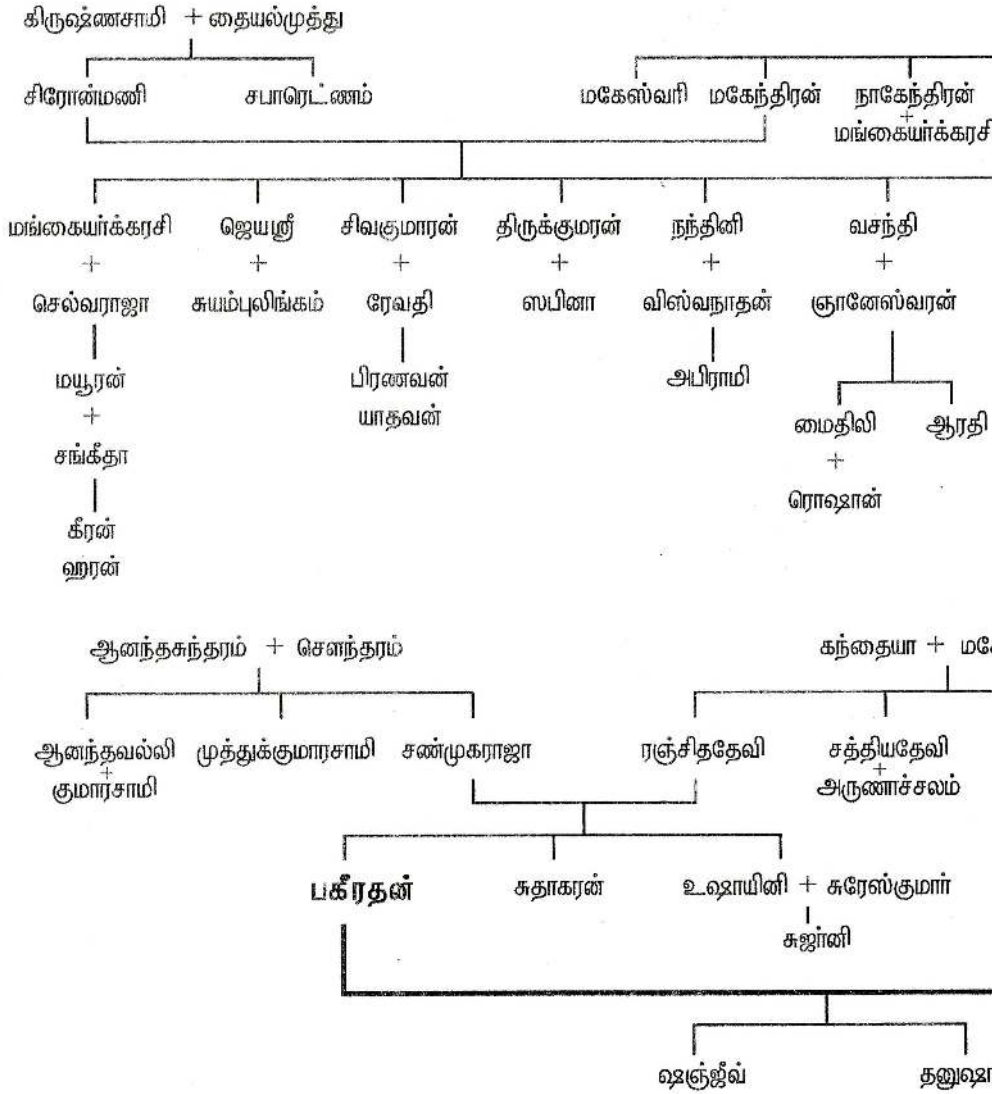 கிருஷ்ணசாமி + தையல்முத்து
சிரோன்மணி சபாரெட்ணம் மகேஸ்வரி மகேந்திரன் நாகேந்திரன்
+
மங்கையர்க்கரசி
மங்கையர்க்கரசி ஜெயஸ்ரீ சிவகுமாரன் திருக்குமரன் நந்தினி வசந்தி
+ + + + + +
செல்வராஜா சுயம்புலிங்கம் ரேவதி ஸபினா விஸ்வநாதன் ஞானேஸ்வரன்
மயூரன் பிரணவன் அபிராமி
+ யாதவன் மைதிலி ஆரதி
சங்கீதா +
ரொஷான்
கீரன்
ஹரன்
ஆனந்தசுந்தரம் + சௌந்தரம் கந்தையா +
ஆனந்தவல்லி முத்துக்குமாரசாமி சண்முகராஜா ரஞ்சிததேவி சத்தியதேவி
+ +
குமார்சாமி அருணாச்சலம்
பகீரதன் சுதாகரன் உஷாயினி + சுரேஸ்குமார்
சுஜர்னி
ஷஞ்ஜீவ் தனுஷா